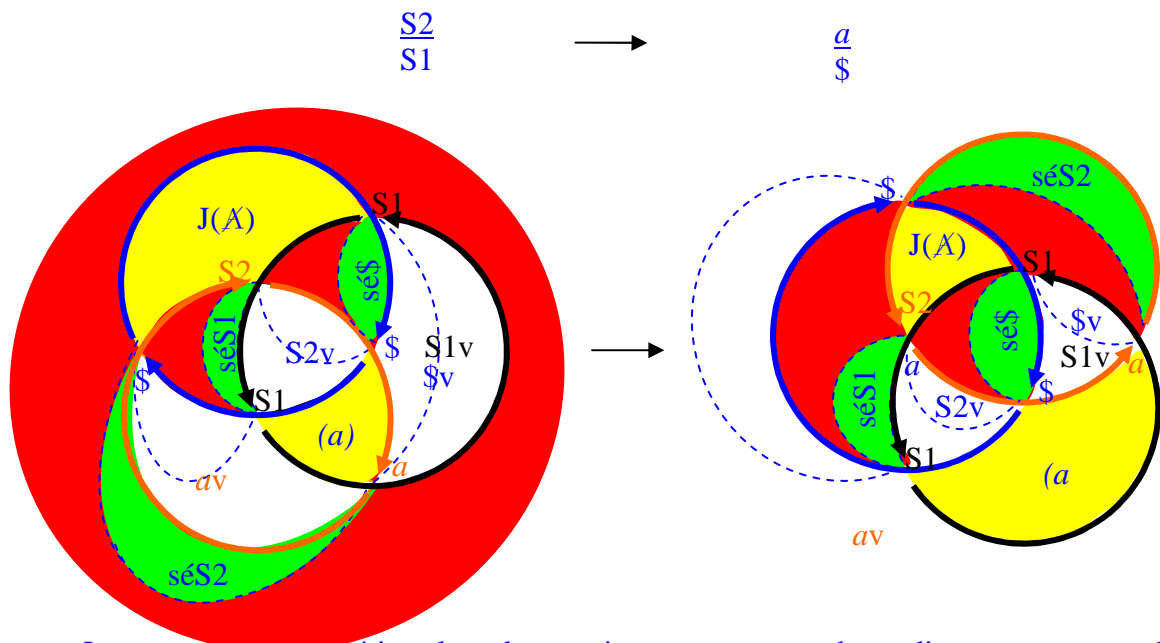 S2 a
S1 $
S1
J(Ⱥ)
S2
sé$
séS1
S2v
$
S1v
$v
$
S1
(a)
a
av
séS2
$
séS2
J(Ⱥ)
S1
S2
sé$
$v
S1v
a
a
séS1
S2v
$
S1
(a
av